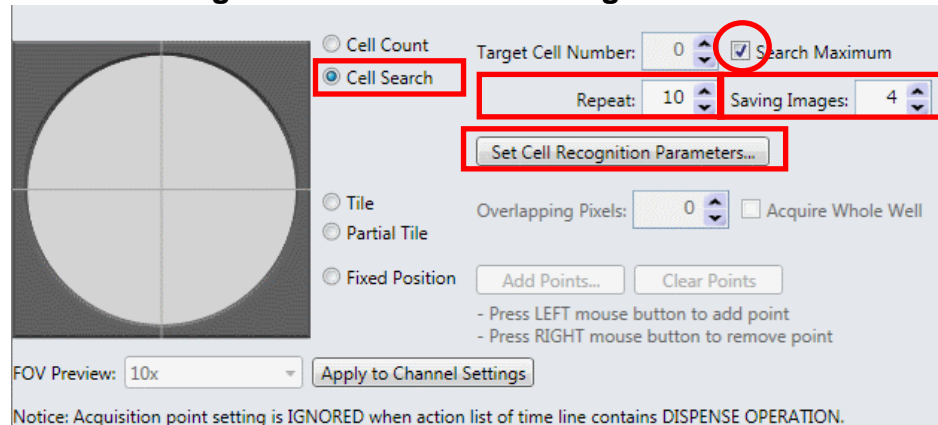 Cell Count
Target Cell Number: 0 Search Maximum
Cell Search
Repeat: 10 Saving Images: 4
Set Cell Recognition Parameters...
Tile
Overlapping Pixels: 0 Acquire Whole Well
Partial Tile
Fixed Position Add Points... Clear Points
- Press LEFT mouse button to add point
- Press RIGHT mouse button to remove point
FOV Preview: 10x Apply to Channel Settings
Notice: Acquisition point setting is IGNORED when action list of time line contains DISPENSE OPERATION.